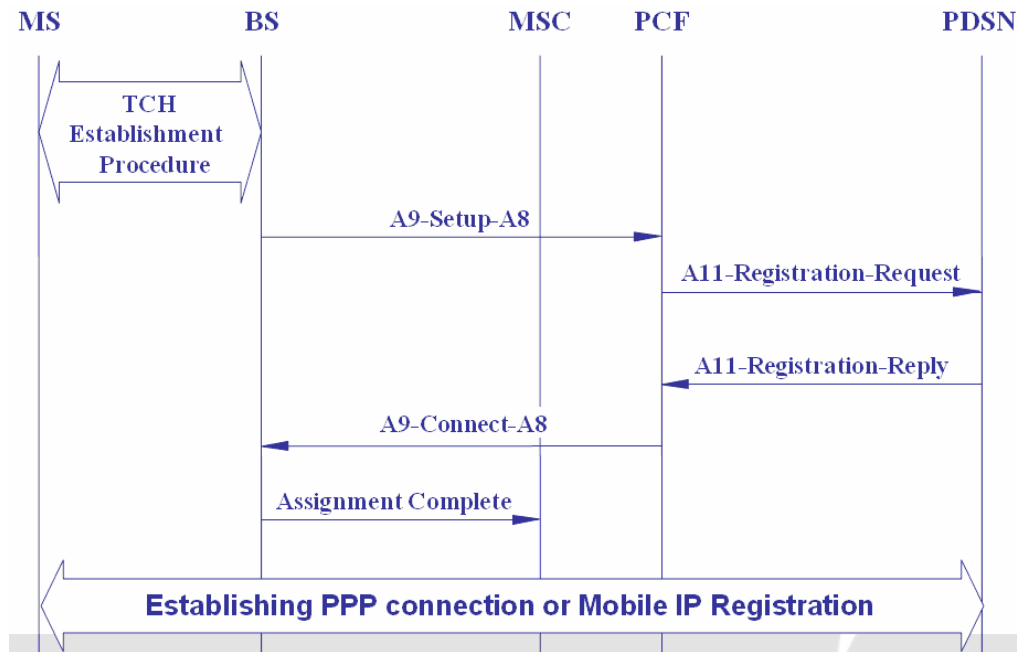 MS BS MSC PCF PDSN
TCH
Establishment
Procedure
A9-Setup-A8
A11-Registration-Request
A11-Registration-Reply
A9-Connect-A8
Assignment Complete
Establishing PPP connection or Mobile IP Registration